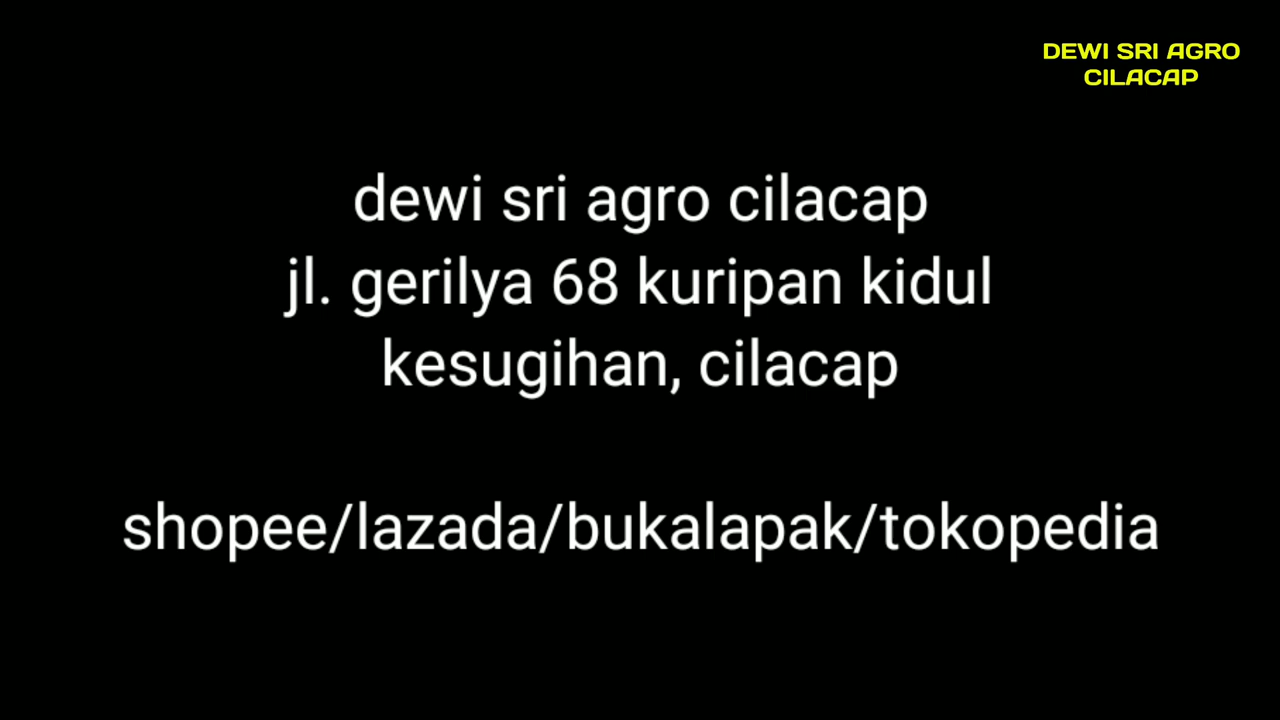 DEWI SRI AGRO
CILACAP
dewi sri agro cilacap
jl. gerilya 68 kuripan kidul
kesugihan, cilacap
shopee/lazada/bukalapak/tokopedia